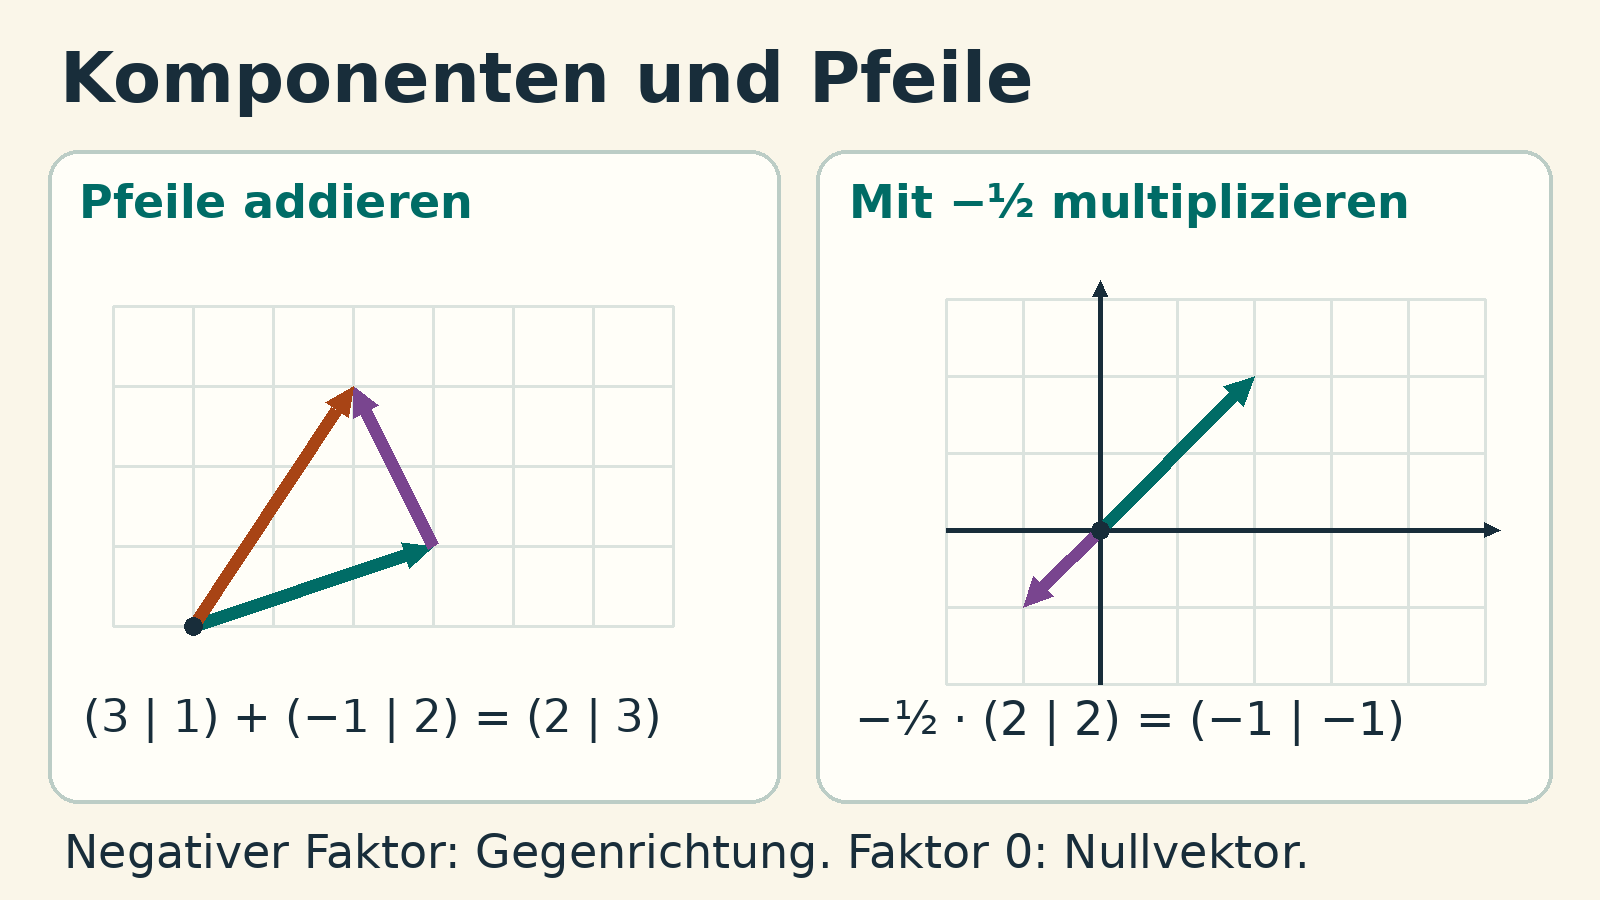 Komponenten und Pfeile
Pfeile addieren
(3 | 1) + (−1 | 2) = (2 | 3)
Mit −½ multiplizieren
−½ · (2 | 2) = (−1 | −1)
Negativer Faktor: Gegenrichtung. Faktor 0: Nullvektor.